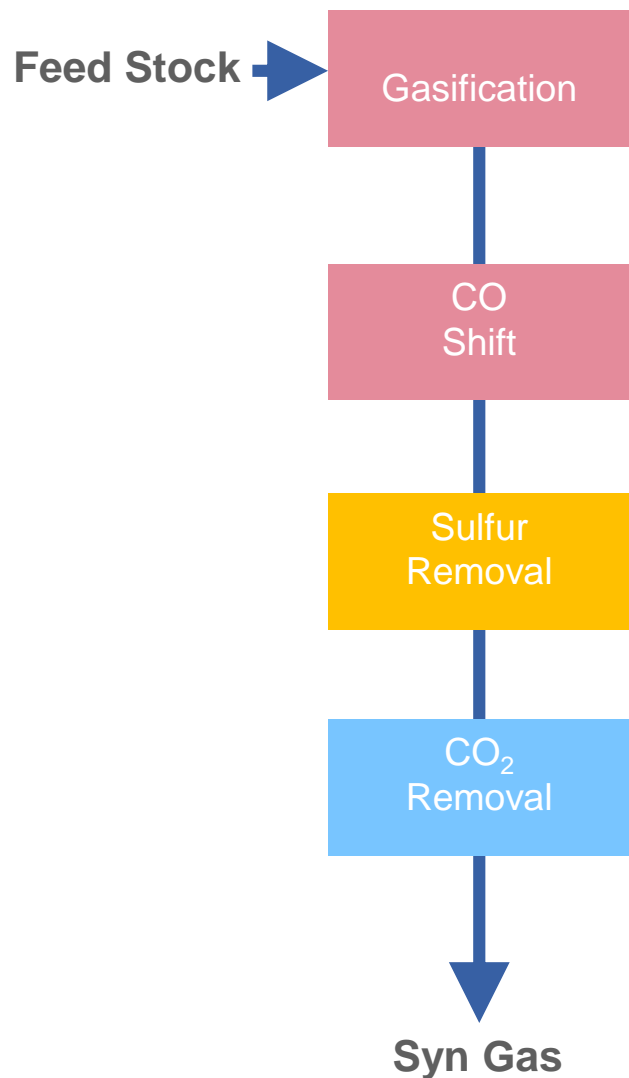 Feed Stock
Gasification
CO
Shift
Sulfur
Removal
CO₂
Removal
Syn Gas